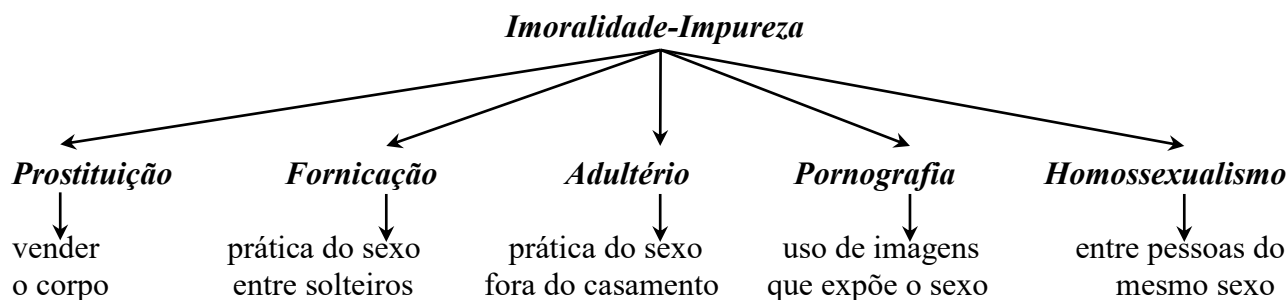 Imoralidade-Impureza
Prostituição Fornicação Adultério Pornografia Homossexualismo
vender prática do sexo prática do sexo uso de imagens entre pessoas do
o corpo entre solteiros fora do casamento que expõe o sexo mesmo sexo